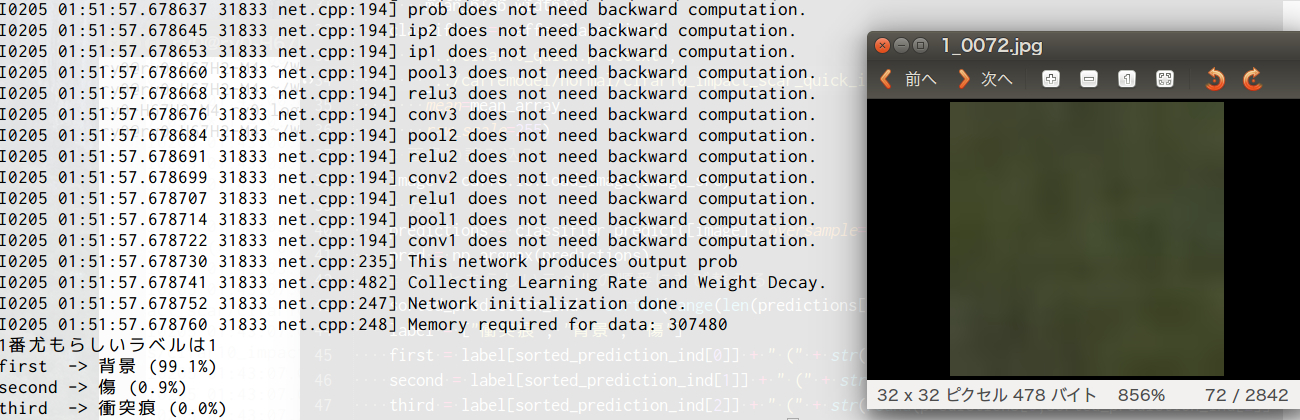 I0205 01:51:57.678637 31833 net.cpp:194] prob does not need backward computation.
I0205 01:51:57.678645 31833 net.cpp:194] ip2 does not need backward computation.
I0205 01:51:57.678653 31833 net.cpp:194] ip1 does not need backward computation.
I0205 01:51:57.678660 31833 net.cpp:194] pool3 does not need backward computation.
I0205 01:51:57.678668 31833 net.cpp:194] relu3 does not need backward computation.
I0205 01:51:57.678676 31833 net.cpp:194] conv3 does not need backward computation.
I0205 01:51:57.678684 31833 net.cpp:194] pool2 does not need backward computation.
I0205 01:51:57.678691 31833 net.cpp:194] relu2 does not need backward computation.
I0205 01:51:57.678699 31833 net.cpp:194] conv2 does not need backward computation.
I0205 01:51:57.678707 31833 net.cpp:194] relu1 does not need backward computation.
I0205 01:51:57.678714 31833 net.cpp:194] pool1 does not need backward computation.
I0205 01:51:57.678722 31833 net.cpp:194] conv1 does not need backward computation.
I0205 01:51:57.678730 31833 net.cpp:235] This network produces output prob
I0205 01:51:57.678741 31833 net.cpp:482] Collecting Learning Rate and Weight Decay.
I0205 01:51:57.678752 31833 net.cpp:247] Network initialization done.
I0205 01:51:57.678760 31833 net.cpp:248] Memory required for data: 307480
1番尤もらしいラベルは1
first -> 背景 (99.1%)
second -> 傷 (0.9%)
third -> 衝突痕 (0.0%)
45 first = label[sorted_prediction_ind[0]] + " (" + str(
46 second = label[sorted_prediction_ind[1]] + " (" + str(
47 third = label[sorted_prediction_ind[2]] + " (" + str(
1_0072.jpg
前へ 次へ
32 x 32 ピクセル 478 バイト 856% 72 / 2842